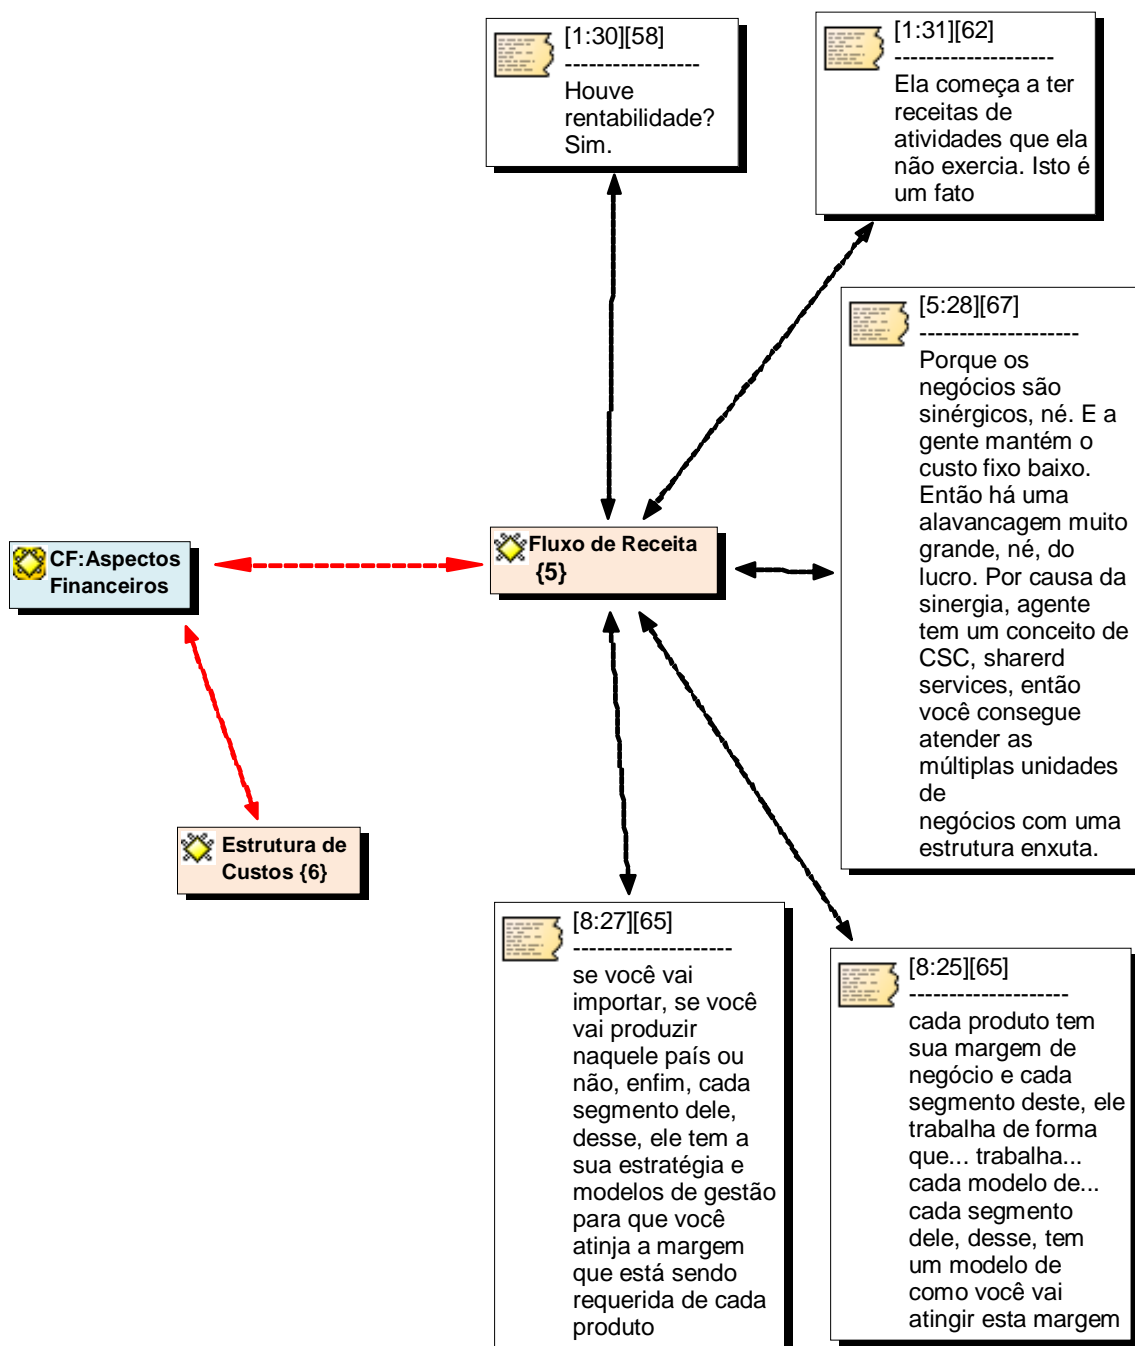 [1:30][58]
-----------------
Houve
rentabilidade?
Sim.
[1:31][62]
--------------------
Ela começa a ter
receitas de
atividades que ela
não exercia. Isto é
um fato
[5:28][67]
--------------------
Porque os
negócios são
sinérgicos, né. E a
gente mantém o
custo fixo baixo.
Então há uma
alavancagem muito
grande, né, do
lucro. Por causa da
sinergia, agente
tem um conceito de
CSC, sharerd
services, então
você consegue
atender as
múltiplas unidades
de
negócios com uma
estrutura enxuta.
CF:Aspectos
Financeiros
Fluxo de Receita
{5}
Estrutura de
Custos {6}
[8:27][65]
--------------------
se você vai
importar, se você
vai produzir
naquele país ou
não, enfim, cada
segmento dele,
desse, ele tem a
sua estratégia e
modelos de gestão
para que você
atinja a margem
que está sendo
requerida de cada
produto
[8:25][65]
--------------------
cada produto tem
sua margem de
negócio e cada
segmento deste, ele
trabalha de forma
que... trabalha...
cada modelo de...
cada segmento
dele, desse, tem
um modelo de
como você vai
atingir esta margem